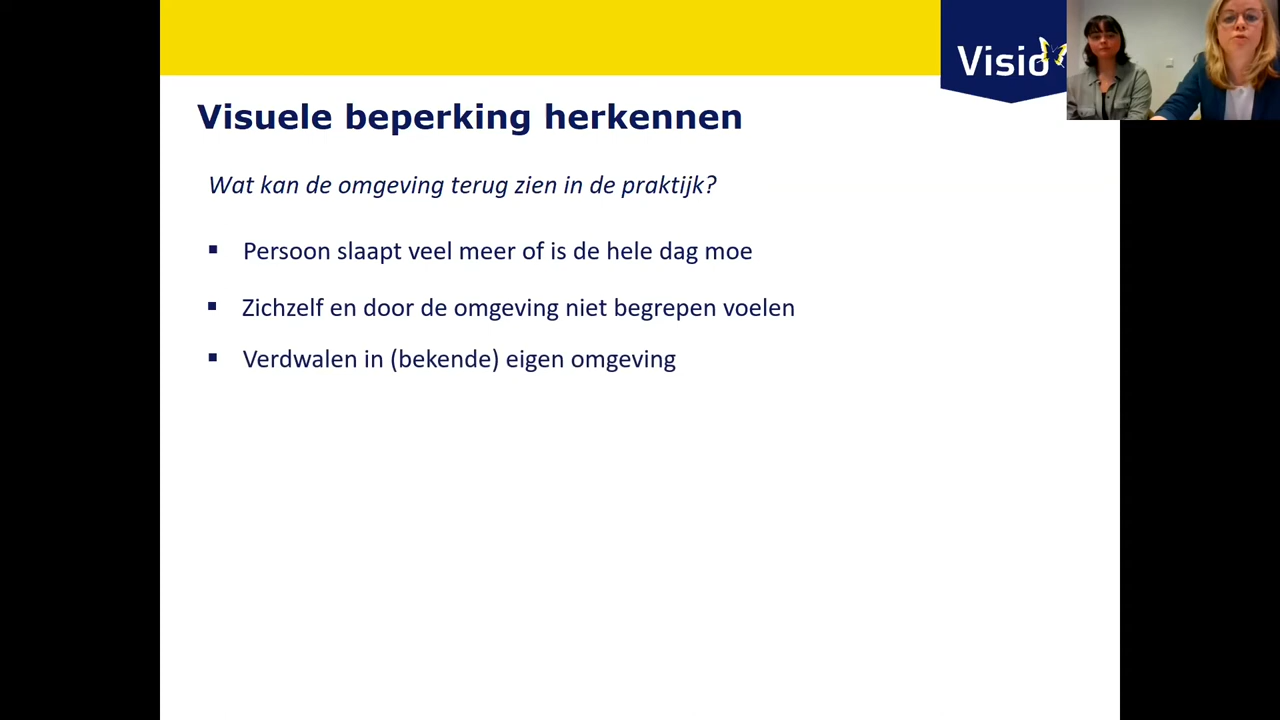 Visio
Visuele beperking herkennen
Wat kan de omgeving terug zien in de praktijk?
▪ Persoon slaapt veel meer of is de hele dag moe
▪ Zichzelf en door de omgeving niet begrepen voelen
▪ Verdwalen in (bekende) eigen omgeving